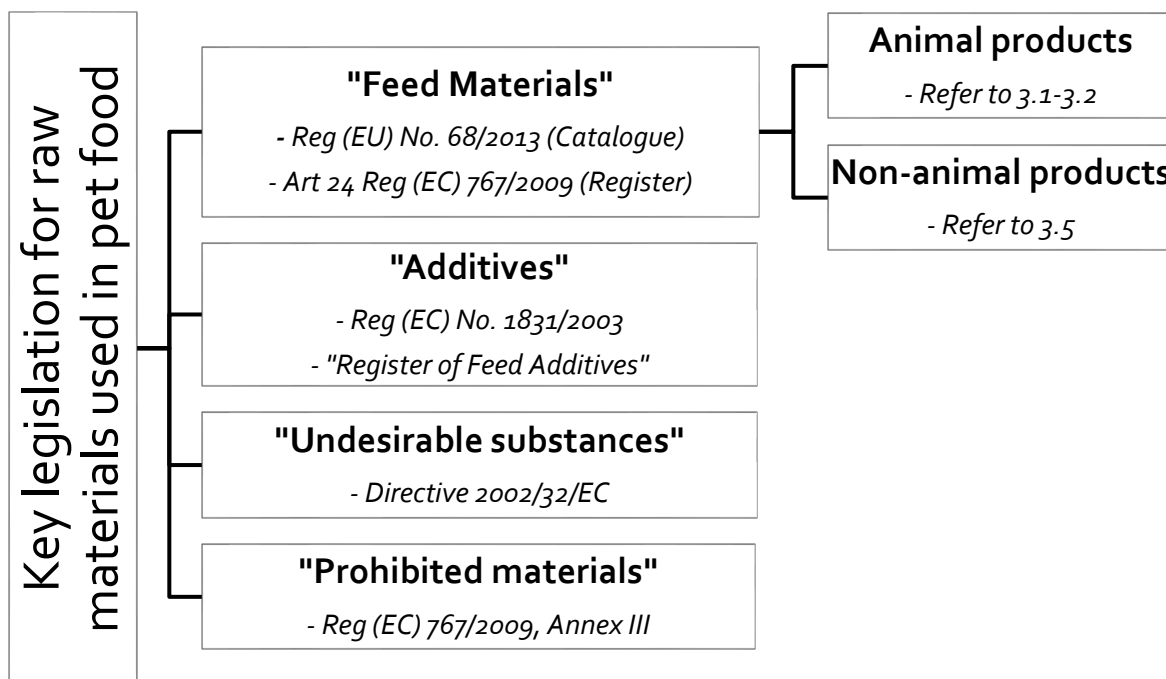 Key legislation for raw
materials used in pet food
"Feed Materials"
- Reg (EU) No. 68/2013 (Catalogue)
- Art 24 Reg (EC) 767/2009 (Register)
Animal products
- Refer to 3.1-3.2
Non-animal products
- Refer to 3.5
"Additives"
- Reg (EC) No. 1831/2003
- "Register of Feed Additives"
"Undesirable substances"
- Directive 2002/32/EC
"Prohibited materials"
- Reg (EC) 767/2009, Annex III